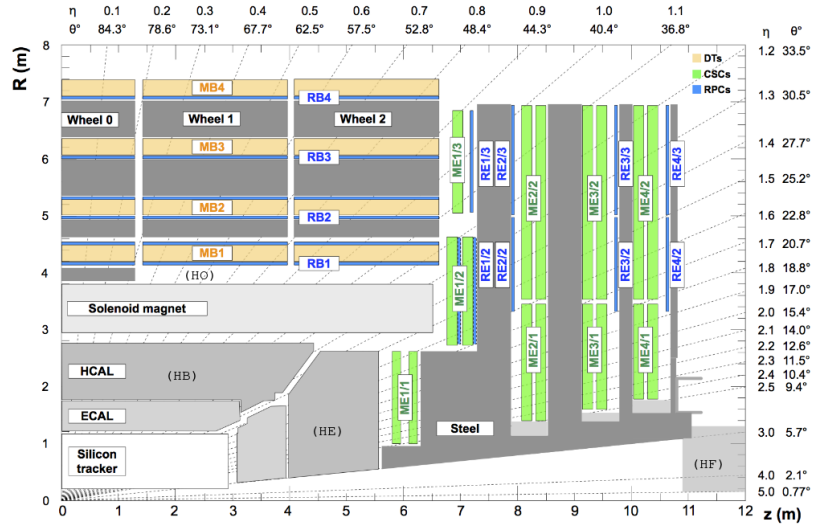 η 0.1 0.2 0.3 0.4 0.5 0.6 0.7 0.8 0.9 1.0 1.1
θ° 84.3° 78.6° 73.1° 67.7° 62.5° 57.5° 52.8° 48.4° 44.3° 40.4° 36.8° η θ°
R (m)
8
7
6
5
4
3
2
1
0
1.2 33.5°
1.3 30.5°
1.4 27.7°
1.5 25.2°
1.6 22.8°
1.7 20.7°
1.8 18.8°
1.9 17.0°
2.0 15.4°
2.1 14.0°
2.2 12.6°
2.3 11.5°
2.4 10.4°
2.5 9.4°
3.0 5.7°
4.0 2.1°
5.0 0.77°
DTs
CSCs
RPCs
MB4
RB4
Wheel 0 Wheel 1 Wheel 2
MB3
RB3
MB2
RB2
MB1
RB1
(HO)
Solenoid magnet
HCAL (HB)
ECAL
Silicon
tracker
(HE)
Steel
(HF)
ME1/3
RE1/3
RE2/3
ME2/2
ME3/2
RE3/3
ME4/2
RE4/3
ME1/2
RE1/2
RE2/2
RE3/2
RE4/2
ME1/1
ME2/1
ME3/1
ME4/1
0 1 2 3 4 5 6 7 8 9 10 11 12
z (m)